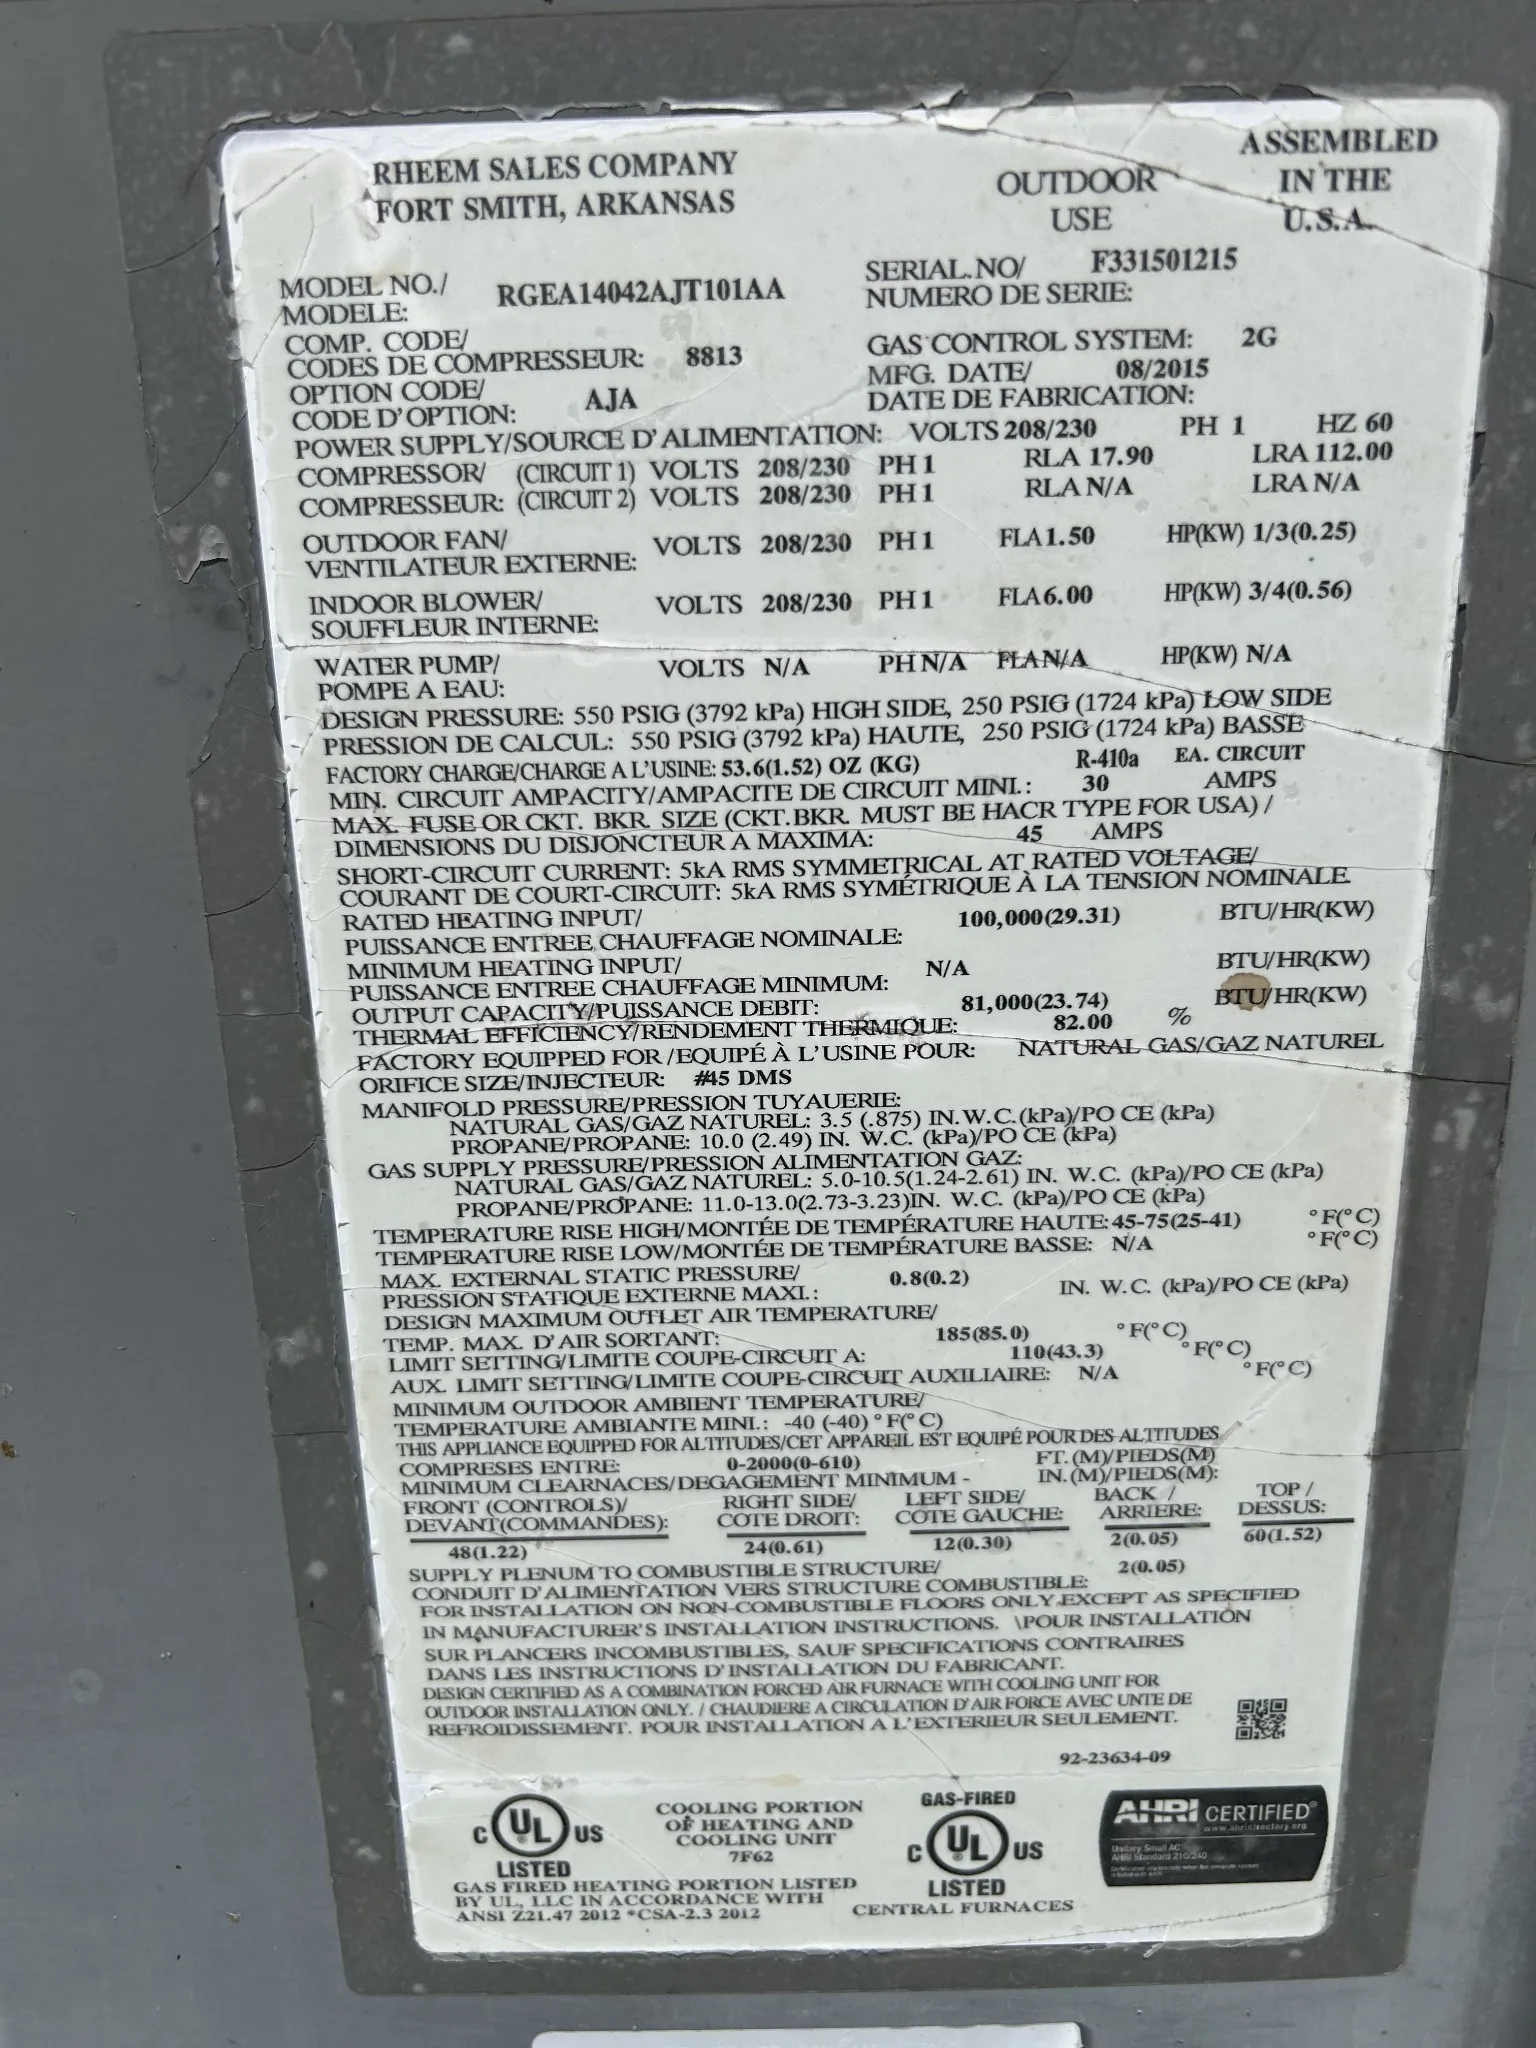 RHEEM SALES COMPANY
FORT SMITH, ARKANSAS
OUTDOOR
USE
ASSEMBLED
IN THE
U.S.A.
MODEL NO./
MODELE: RGEA14042AJT101AA
SERIAL.NO/ F331501215
NUMERO DE SERIE:
COMP. CODE/
CODES DE COMPRESSEUR: 8813
GAS CONTROL SYSTEM: 2G
OPTION CODE/
CODE D'OPTION: AJA
MFG. DATE/ 08/2015
DATE DE FABRICATION:
POWER SUPPLY/SOURCE D'ALIMENTATION: VOLTS 208/230 PH 1 HZ 60
COMPRESSOR/ (CIRCUIT 1) VOLTS 208/230 PH 1 RLA 17.90 LRA 112.00
COMPRESSEUR: (CIRCUIT 2) VOLTS 208/230 PH 1 RLA N/A LRA N/A
OUTDOOR FAN/ VOLTS 208/230 PH 1 FLA 1.50 HP(KW) 1/3(0.25)
VENTILATEUR EXTERNE:
INDOOR BLOWER/ VOLTS 208/230 PH 1 FLA 6.00 HP(KW) 3/4(0.56)
SOUFFLEUR INTERNE:
WATER PUMP/ VOLTS N/A PH N/A FLA N/A HP(KW) N/A
POMPE A EAU:
DESIGN PRESSURE: 550 PSIG (3792 kPa) HIGH SIDE, 250 PSIG (1724 kPa) LOW SIDE
PRESSION DE CALCUL: 550 PSIG (3792 kPa) HAUTE, 250 PSIG (1724 kPa) BASSE
FACTORY CHARGE/CHARGE A L'USINE: 53.6(1.52) OZ (KG) R-410a EA. CIRCUIT
MIN. CIRCUIT AMPACITY/AMPACITE DE CIRCUIT MINI.: 30 AMPS
MAX. FUSE OR CKT. BKR. SIZE (CKT.BKR. MUST BE HACR TYPE FOR USA) /
DIMENSIONS DU DISJONCTEUR A MAXIMA: 45 AMPS
SHORT-CIRCUIT CURRENT: 5kA RMS SYMMETRICAL AT RATED VOLTAGE/
COURANT DE COURT-CIRCUIT: 5kA RMS SYMÉTRIQUE À LA TENSION NOMINALE.
RATED HEATING INPUT/ 100,000(29.31) BTU/HR(KW)
PUISSANCE ENTREE CHAUFFAGE NOMINALE:
MINIMUM HEATING INPUT/ N/A BTU/HR(KW)
PUISSANCE ENTREE CHAUFFAGE MINIMUM:
OUTPUT CAPACITY/PUISSANCE DEBIT: 81,000(23.74) BTU/HR(KW)
THERMAL EFFICIENCY/RENDEMENT THERMIQUE: 82.00 %
FACTORY EQUIPPED FOR /EQUIPÉ À L'USINE POUR: NATURAL GAS/GAZ NATUREL
ORIFICE SIZE/INJECTEUR: #45 DMS
MANIFOLD PRESSURE/PRESSION TUYAUERIE:
NATURAL GAS/GAZ NATUREL: 3.5 (.875) IN.W.C.(kPa)/PO CE (kPa)
PROPANE/PROPANE: 10.0 (2.49) IN. W.C. (kPa)/PO CE (kPa)
GAS SUPPLY PRESSURE/PRESSION ALIMENTATION GAZ:
NATURAL GAS/GAZ NATUREL: 5.0-10.5(1.24-2.61) IN. W.C. (kPa)/PO CE (kPa)
PROPANE/PROPANE: 11.0-13.0(2.73-3.23)IN. W.C. (kPa)/PO CE (kPa)
TEMPERATURE RISE HIGH/MONTÉE DE TEMPÉRATURE HAUTE: 45-75(25-41) °F(°C)
TEMPERATURE RISE LOW/MONTÉE DE TEMPÉRATURE BASSE: N/A °F(°C)
MAX. EXTERNAL STATIC PRESSURE/ 0.8(0.2) IN. W.C. (kPa)/PO CE (kPa)
PRESSION STATIQUE EXTERNE MAXI.:
DESIGN MAXIMUM OUTLET AIR TEMPERATURE/
TEMP. MAX. D'AIR SORTANT: 185(85.0) °F(°C)
LIMIT SETTING/LIMITE COUPE-CIRCUIT A: 110(43.3) °F(°C)
AUX. LIMIT SETTING/LIMITE COUPE-CIRCUIT AUXILIAIRE: N/A °F(°C)
MINIMUM OUTDOOR AMBIENT TEMPERATURE/
TEMPERATURE AMBIANTE MINI.: -40 (-40) °F(°C)
THIS APPLIANCE EQUIPPED FOR ALTITUDES/CET APPAREIL EST EQUIPÉ POUR DES ALTITUDES
COMPRESES ENTRE: 0-2000(0-610) FT. (M)/PIEDS(M)
MINIMUM CLEARNACES/DEGAGEMENT MINIMUM - IN.(M)/PIEDS(M):
FRONT (CONTROLS)/ RIGHT SIDE/ LEFT SIDE/ BACK / TOP /
DEVANT(COMMANDES): COTE DROIT: COTE GAUCHE: ARRIERE: DESSUS:
48(1.22) 24(0.61) 12(0.30) 2(0.05) 60(1.52)
SUPPLY PLENUM TO COMBUSTIBLE STRUCTURE/ 2(0.05)
CONDUIT D'ALIMENTATION VERS STRUCTURE COMBUSTIBLE:
FOR INSTALLATION ON NON-COMBUSTIBLE FLOORS ONLY EXCEPT AS SPECIFIED
IN MANUFACTURER'S INSTALLATION INSTRUCTIONS. \POUR INSTALLATION
SUR PLANCERS INCOMBUSTIBLES, SAUF SPECIFICATIONS CONTRAIRES
DANS LES INSTRUCTIONS D'INSTALLATION DU FABRICANT.
DESIGN CERTIFIED AS A COMBINATION FORCED AIR FURNACE WITH COOLING UNIT FOR
OUTDOOR INSTALLATION ONLY. / CHAUDIERE A CIRCULATION D'AIR FORCE AVEC UNTE DE
REFROIDISSEMENT. POUR INSTALLATION A L'EXTERIEUR SEULEMENT.
92-23634-09
C UL US
LISTED
COOLING PORTION
OF HEATING AND
COOLING UNIT
7F62
GAS FIRED HEATING PORTION LISTED
BY UL, LLC IN ACCORDANCE WITH
ANSI Z21.47 2012 *CSA-2.3 2012
GAS-FIRED
C UL US
LISTED
CENTRAL FURNACES
AHRI CERTIFIED®
www.ahridirectory.org
Unitary Small AC
AHRI Standard 210/240